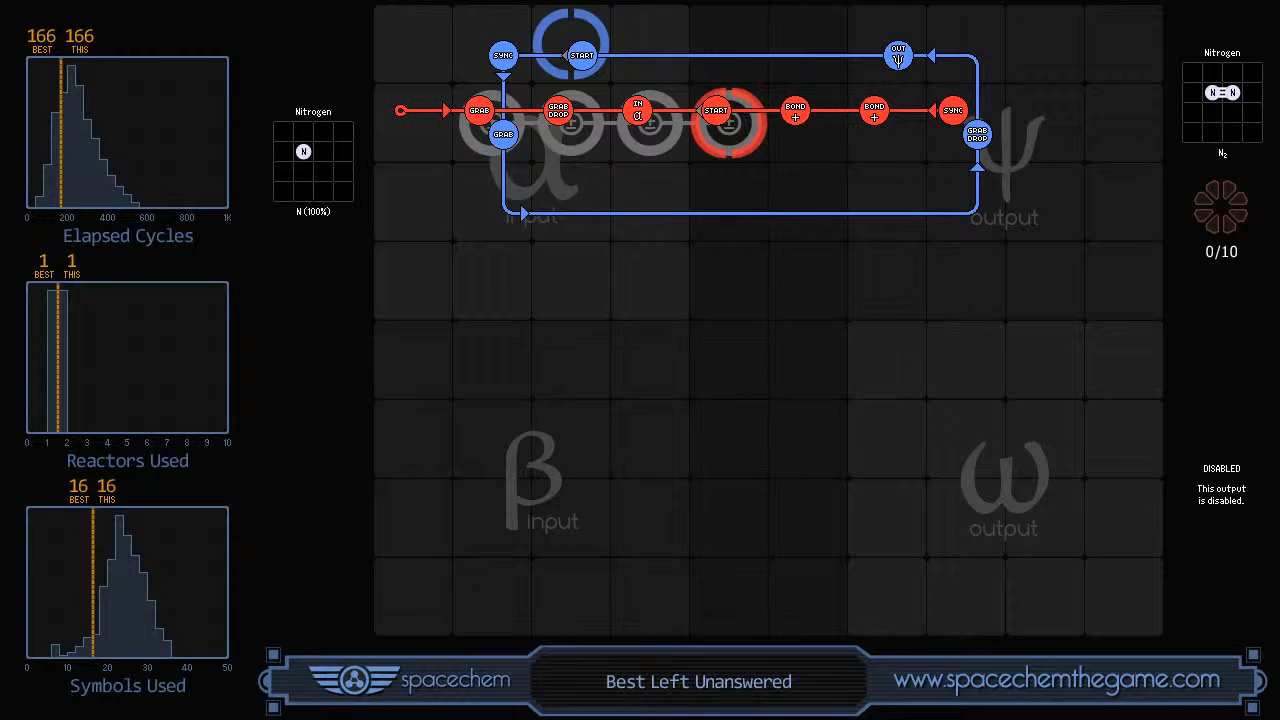 166 166
BEST THIS
0 200 400 600 800 1K
Elapsed Cycles
1 1
BEST THIS
0 1 2 3 4 5 6 7 8 9 10
Reactors Used
16 16
BEST THIS
0 10 20 30 40 50
Symbols Used
Nitrogen
N
N (100%)
SYNC START OUT ψ
GRAB GRAB DROP IN α START BOND + BOND + SYNC
GRAB GRAB DROP
α
input
ψ
output
β
input
ω
output
Nitrogen
N = N
N₂
0/10
DISABLED
This output
is disabled.
spacechem
Best Left Unanswered
www.spacechemthegame.com